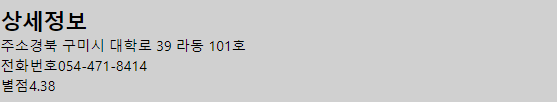 상세정보
주소경북 구미시 대학로 39 라동 101호
전화번호054-471-8414
별점4.38